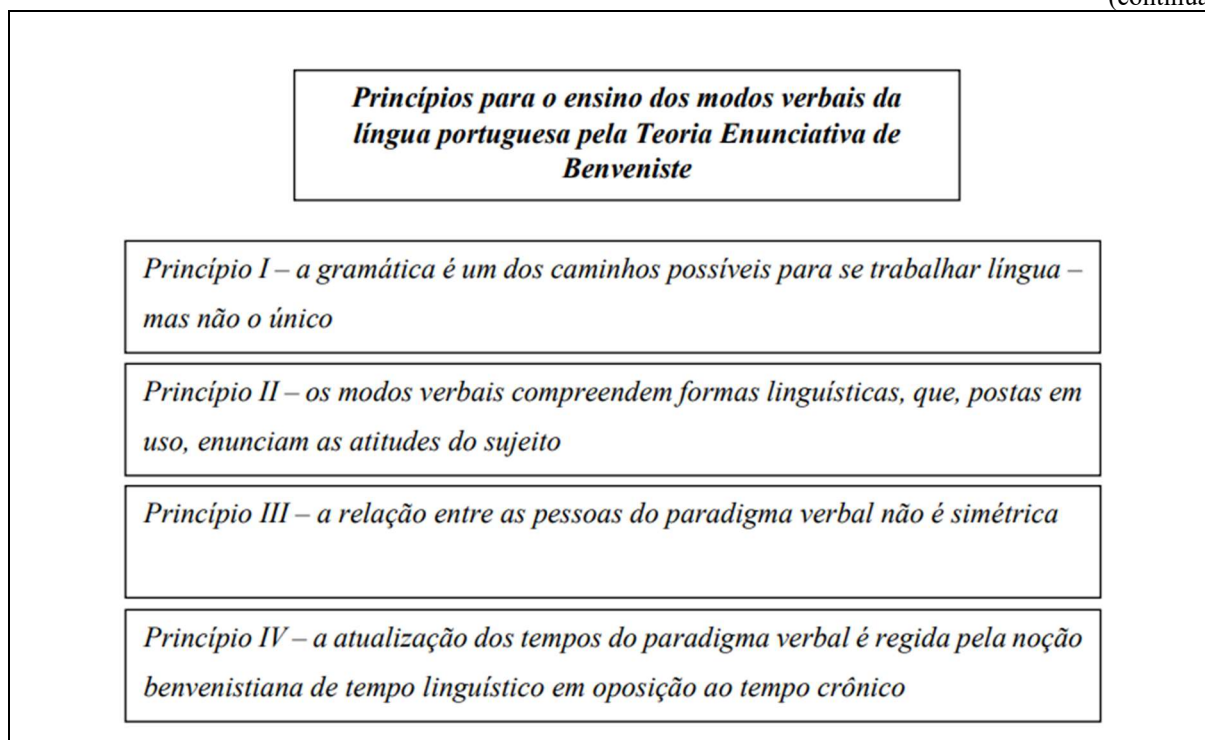 (continua
Princípios para o ensino dos modos verbais da
língua portuguesa pela Teoria Enunciativa de
Benveniste
Princípio I – a gramática é um dos caminhos possíveis para se trabalhar língua –
mas não o único
Princípio II – os modos verbais compreendem formas linguísticas, que, postas em
uso, enunciam as atitudes do sujeito
Princípio III – a relação entre as pessoas do paradigma verbal não é simétrica
Princípio IV – a atualização dos tempos do paradigma verbal é regida pela noção
benvenistiana de tempo linguístico em oposição ao tempo crônico